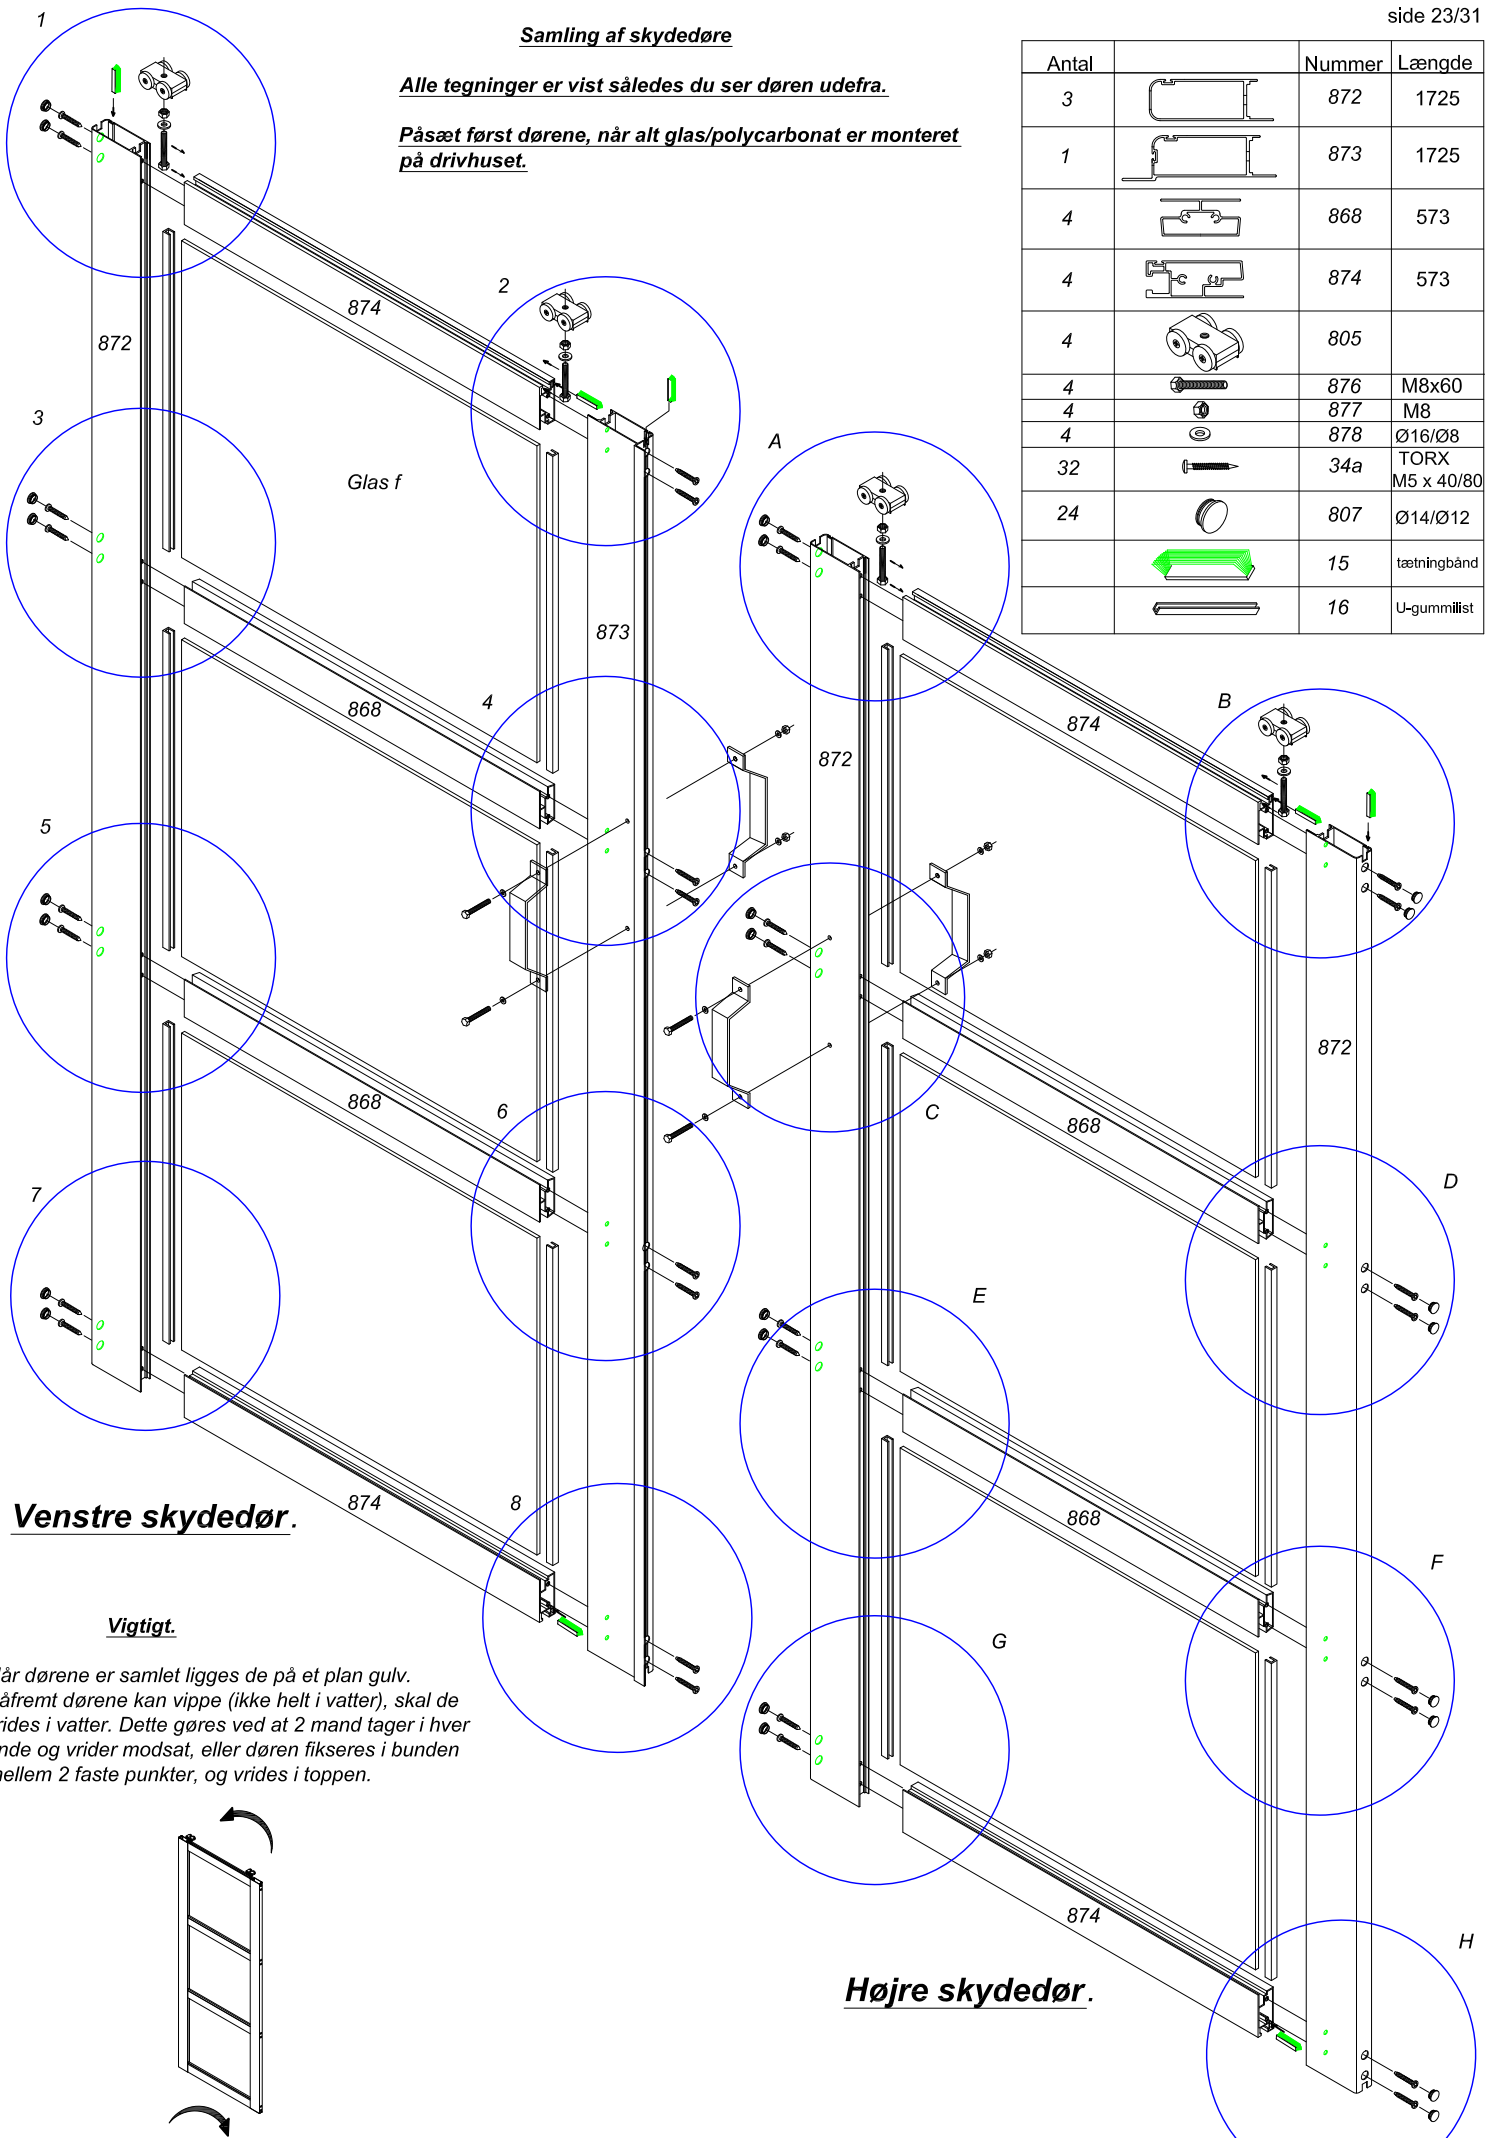 side 23/31
Samling af skydedøre
Alle tegninger er vist således du ser døren udefra.
Påsæt først dørene, når alt glas/polycarbonat er monteret
på drivhuset.
Antal Nummer Længde
3 872 1725
1 873 1725
4 868 573
4 874 573
4 805
4 876 M8x60
4 877 M8
4 878 Ø16/Ø8
32 34a TORX
M5 x 40/80
24 807 Ø14/Ø12
15 tætningbånd
16 U-gummilist
1
2
3
4
5
6
7
8
872
874
Glas f
873
868
868
874
Venstre skydedør.
A
B
C
D
E
F
G
H
872
874
872
868
868
874
Højre skydedør.
Vigtigt.
år dørene er samlet ligges de på et plan gulv.
åfremt dørene kan vippe (ikke helt i vatter), skal de
rides i vatter. Dette gøres ved at 2 mand tager i hver
nde og vrider modsat, eller døren fikseres i bunden
ellem 2 faste punkter, og vrides i toppen.